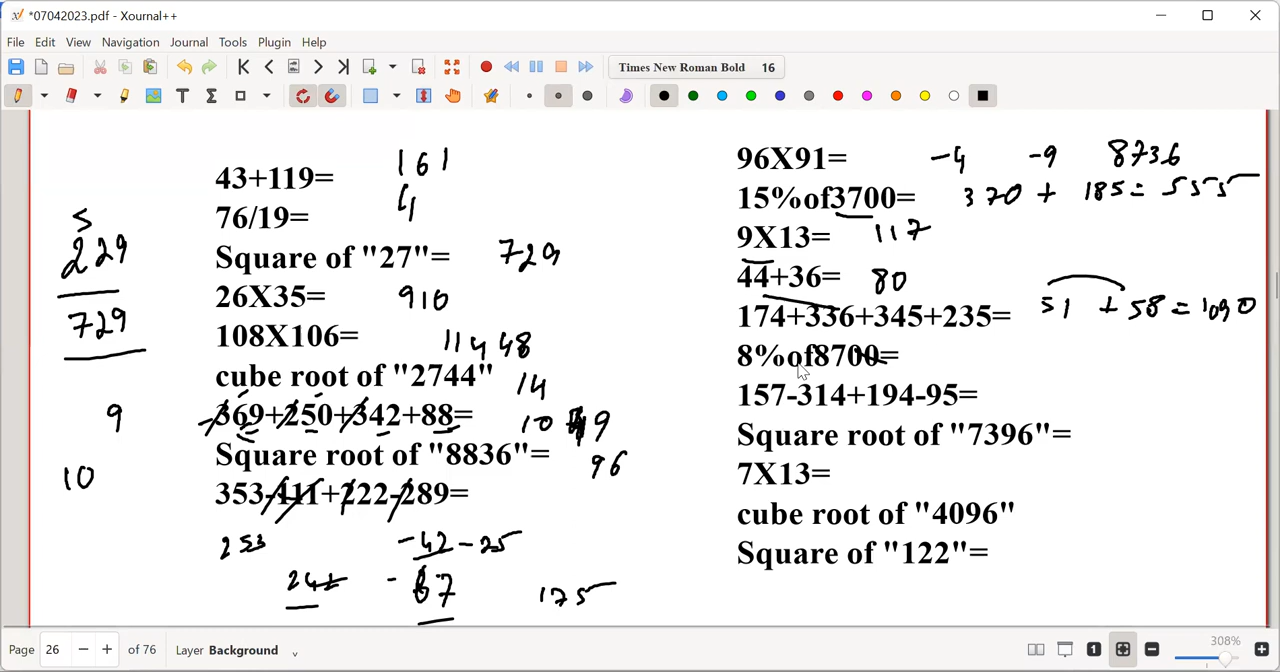 *07042023.pdf - Xournal++
File Edit View Navigation Journal Tools Plugin Help
Times New Roman Bold 16
43+119= 161
76/19= 4
Square of "27"= 729
26X35= 910
108X106= 11448
cube root of "2744" 14
369+250+342+88= 10 9
Square root of "8836"= 96
353-111+222-289=
5
229
729
9
10
253 -42-25
242 -67 175
96X91= -4 -9 8736
15%of3700= 370 + 185= 555
9X13= 117
44+36= 80
174+336+345+235= 51 + 58 = 1090
8%of8700=
157-314+194-95=
Square root of "7396"=
7X13=
cube root of "4096"
Square of "122"=
Page 26 of 76 Layer Background 308%